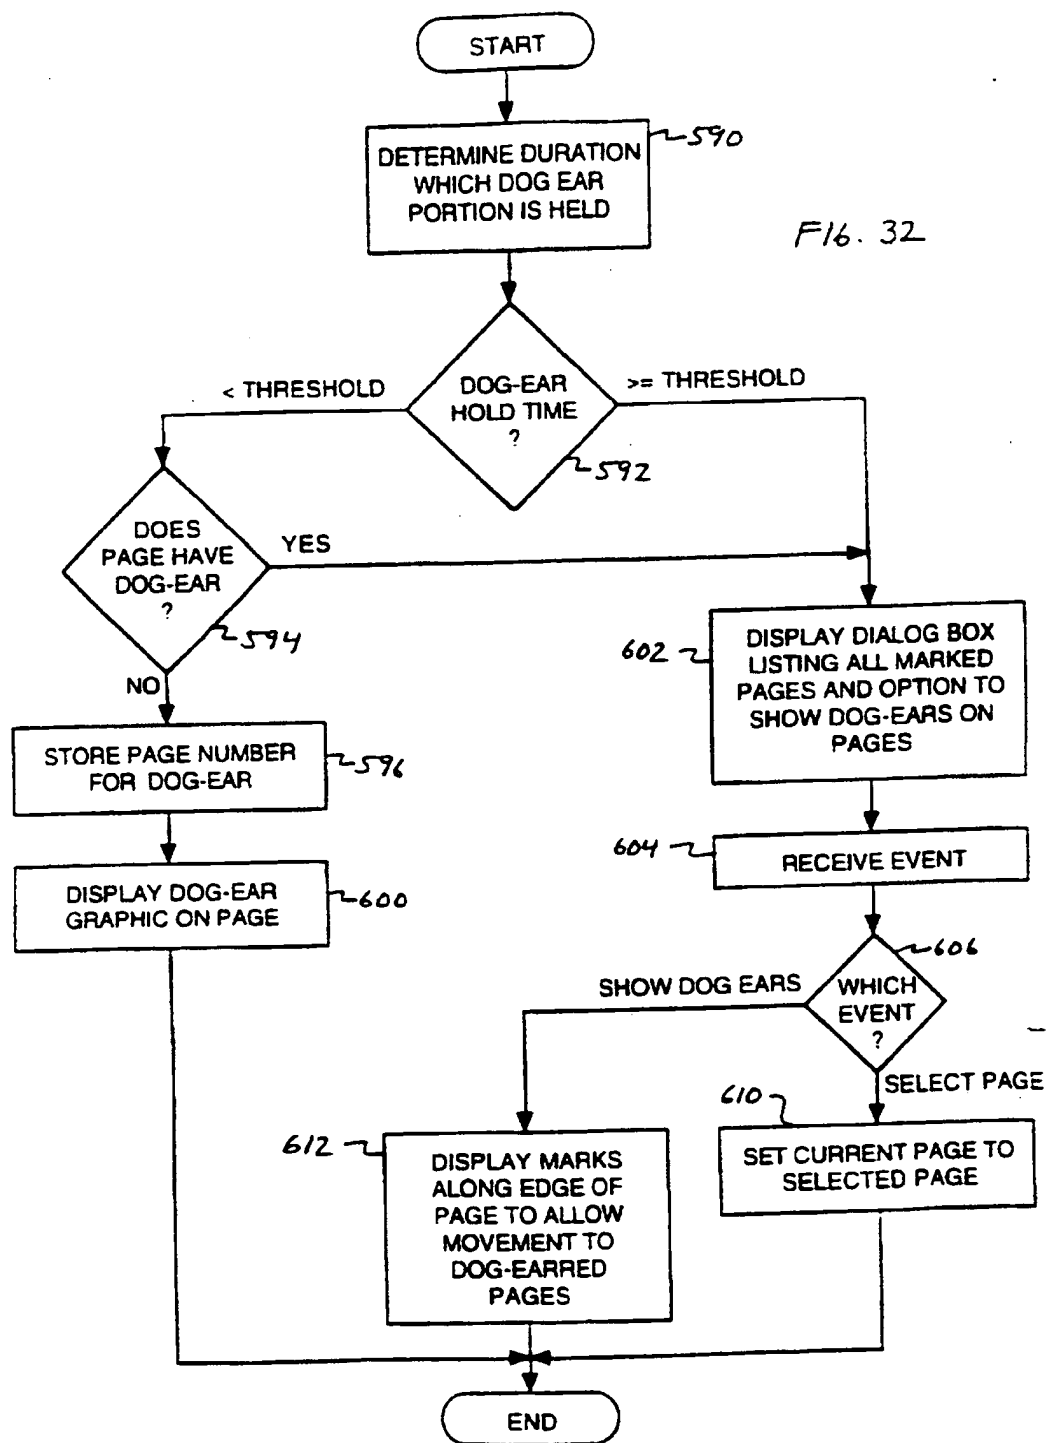 START
DETERMINE DURATION
WHICH DOG EAR
PORTION IS HELD
590
FIG. 32
< THRESHOLD
DOG-EAR
HOLD TIME
?
>= THRESHOLD
592
DOES
PAGE HAVE
DOG-EAR
?
YES
594
NO
602
DISPLAY DIALOG BOX
LISTING ALL MARKED
PAGES AND OPTION TO
SHOW DOG-EARS ON
PAGES
STORE PAGE NUMBER
FOR DOG-EAR
596
604
RECEIVE EVENT
DISPLAY DOG-EAR
GRAPHIC ON PAGE
600
606
SHOW DOG EARS
WHICH
EVENT
?
SELECT PAGE
610
SET CURRENT PAGE TO
SELECTED PAGE
612
DISPLAY MARKS
ALONG EDGE OF
PAGE TO ALLOW
MOVEMENT TO
DOG-EARRED
PAGES
END